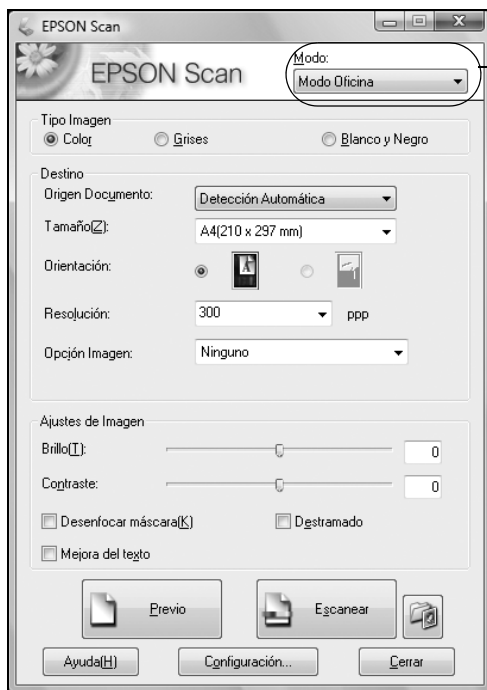 EPSON Scan
EPSON Scan
Modo:
Modo Oficina
Tipo Imagen
Color Grises Blanco y Negro
Destino
Origen Documento: Detección Automática
Tamaño(Z): A4(210 x 297 mm)
Orientación:
Resolución: 300 ppp
Opción Imagen: Ninguno
Ajustes de Imagen
Brillo(T): 0
Contraste: 0
Desenfocar máscara(K) Destramado
Mejora del texto
Previo Escanear
Ayuda(H) Configuración... Cerrar